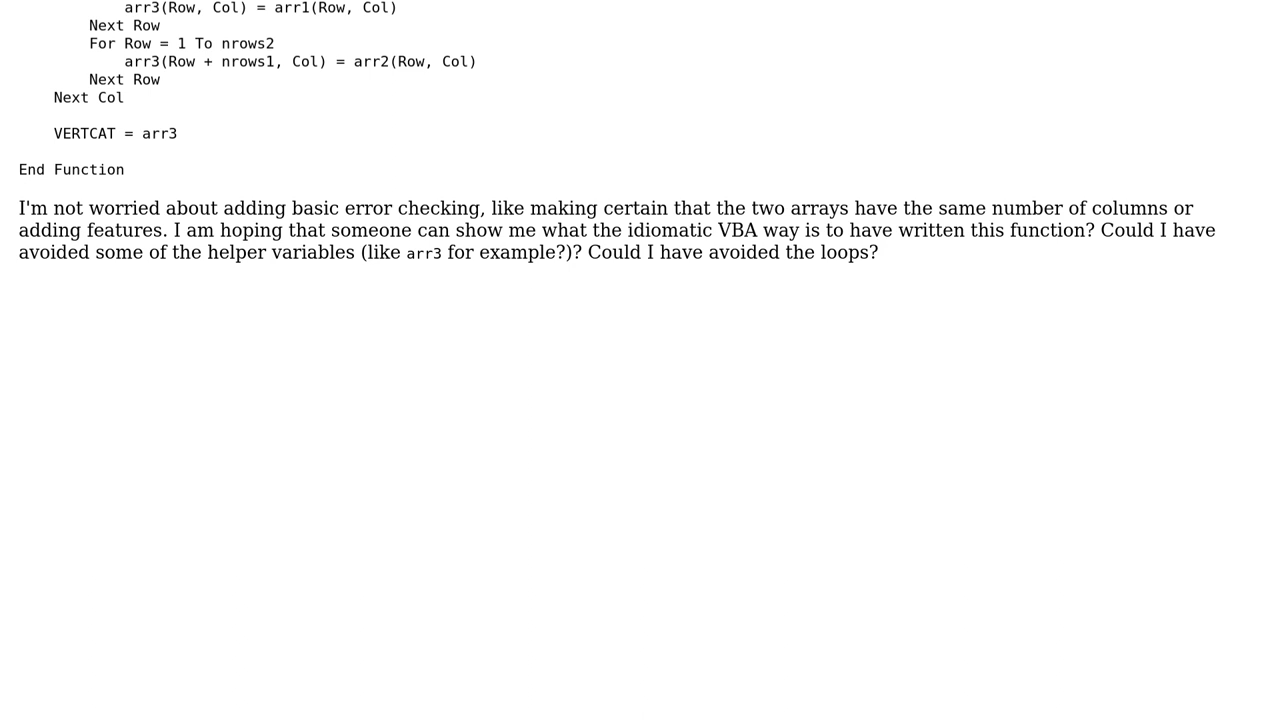 arr3(Row, Col) = arr1(Row, Col)
        Next Row
        For Row = 1 To nrows2
            arr3(Row + nrows1, Col) = arr2(Row, Col)
        Next Row
    Next Col

    VERTCAT = arr3

End Function
I'm not worried about adding basic error checking, like making certain that the two arrays have the same number of columns or
adding features. I am hoping that someone can show me what the idiomatic VBA way is to have written this function? Could I have
avoided some of the helper variables (like arr3 for example?)? Could I have avoided the loops?